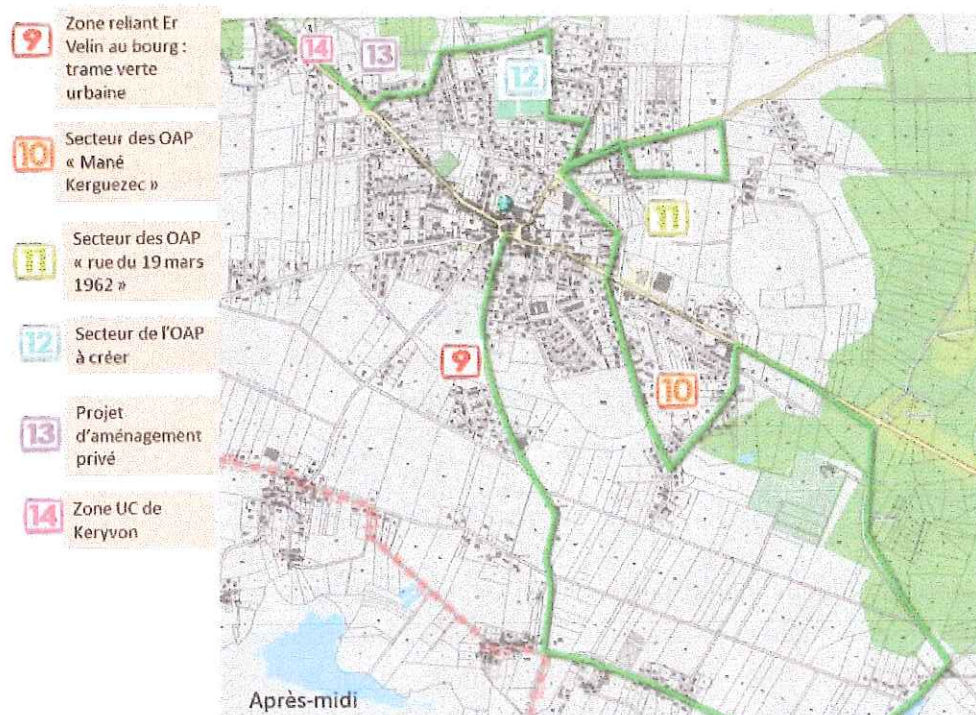 9
Zone reliant Er
Velin au bourg :
trame verte
urbaine
10
Secteur des OAP
« Mané
Kerguezec »
11
Secteur des OAP
« rue du 19 mars
1962 »
12
Secteur de l'OAP
à créer
13
Projet
d'aménagement
privé
14
Zone UC de
Keryvon
14
13
12
11
9
10
Après-midi